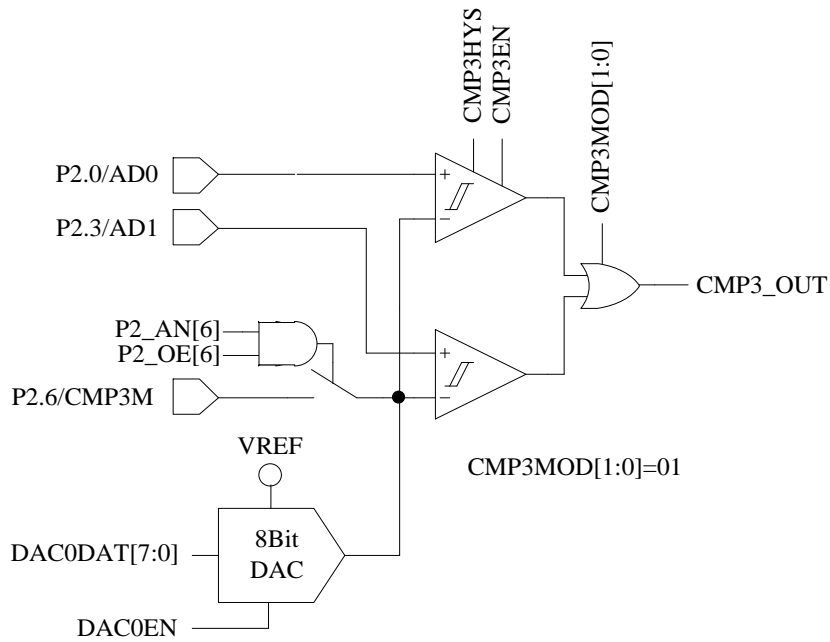 CMP3HYS
CMP3EN
CMP3MOD[1:0]
P2.0/AD0
+
−
P2.3/AD1
CMP3_OUT
P2_AN[6]
P2_OE[6]
+
−
P2.6/CMP3M
VREF
CMP3MOD[1:0]=01
DAC0DAT[7:0]
8Bit
DAC
DAC0EN